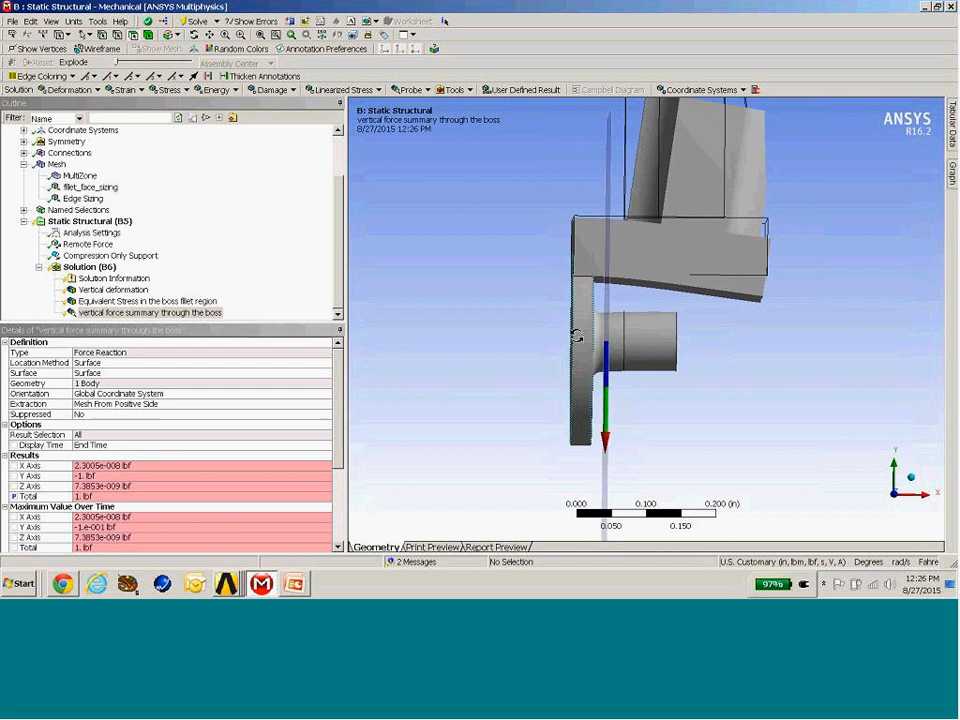 B : Static Structural - Mechanical [ANSYS Multiphysics]
File Edit View Units Tools Help Solve ?/Show Errors Worksheet
Show Vertices Wireframe Show Mesh Random Colors Annotation Preferences
Reset Explode Assembly Center
Edge Coloring Thicken Annotations
Solution Deformation Strain Stress Energy Damage Linearized Stress Probe Tools User Defined Result Campbell Diagram Coordinate Systems
Outline
Filter: Name
Coordinate Systems
Symmetry
Connections
Mesh
MultiZone
fillet_face_sizing
Edge Sizing
Named Selections
Static Structural (B5)
Analysis Settings
Remote Force
Compression Only Support
Solution (B6)
Solution Information
Vertical deformation
Equivalent Stress in the boss fillet region
vertical force summary through the boss
Details of "vertical force summary through the boss"
Definition
Type Force Reaction
Location Method Surface
Surface Surface
Geometry 1 Body
Orientation Global Coordinate System
Extraction Mesh From Positive Side
Suppressed No
Options
Result Selection All
Display Time End Time
Results
X Axis 2.3005e-008 lbf
Y Axis -1. lbf
Z Axis 7.3853e-009 lbf
P Total 1. lbf
Maximum Value Over Time
X Axis 2.3005e-008 lbf
Y Axis -1.e-001 lbf
Z Axis 7.3853e-009 lbf
Total 1. lbf
B: Static Structural
vertical force summary through the boss
8/27/2015 12:26 PM
ANSYS
R16.2
Tabular Data
Graph
Y
X
0.000 0.100 0.200 (in)
0.050 0.150
Geometry Print Preview Report Preview
2 Messages No Selection U.S. Customary (in, lbm, lbf, s, V, A) Degrees rad/s Fahre
Start
97%
12:26 PM
8/27/2015